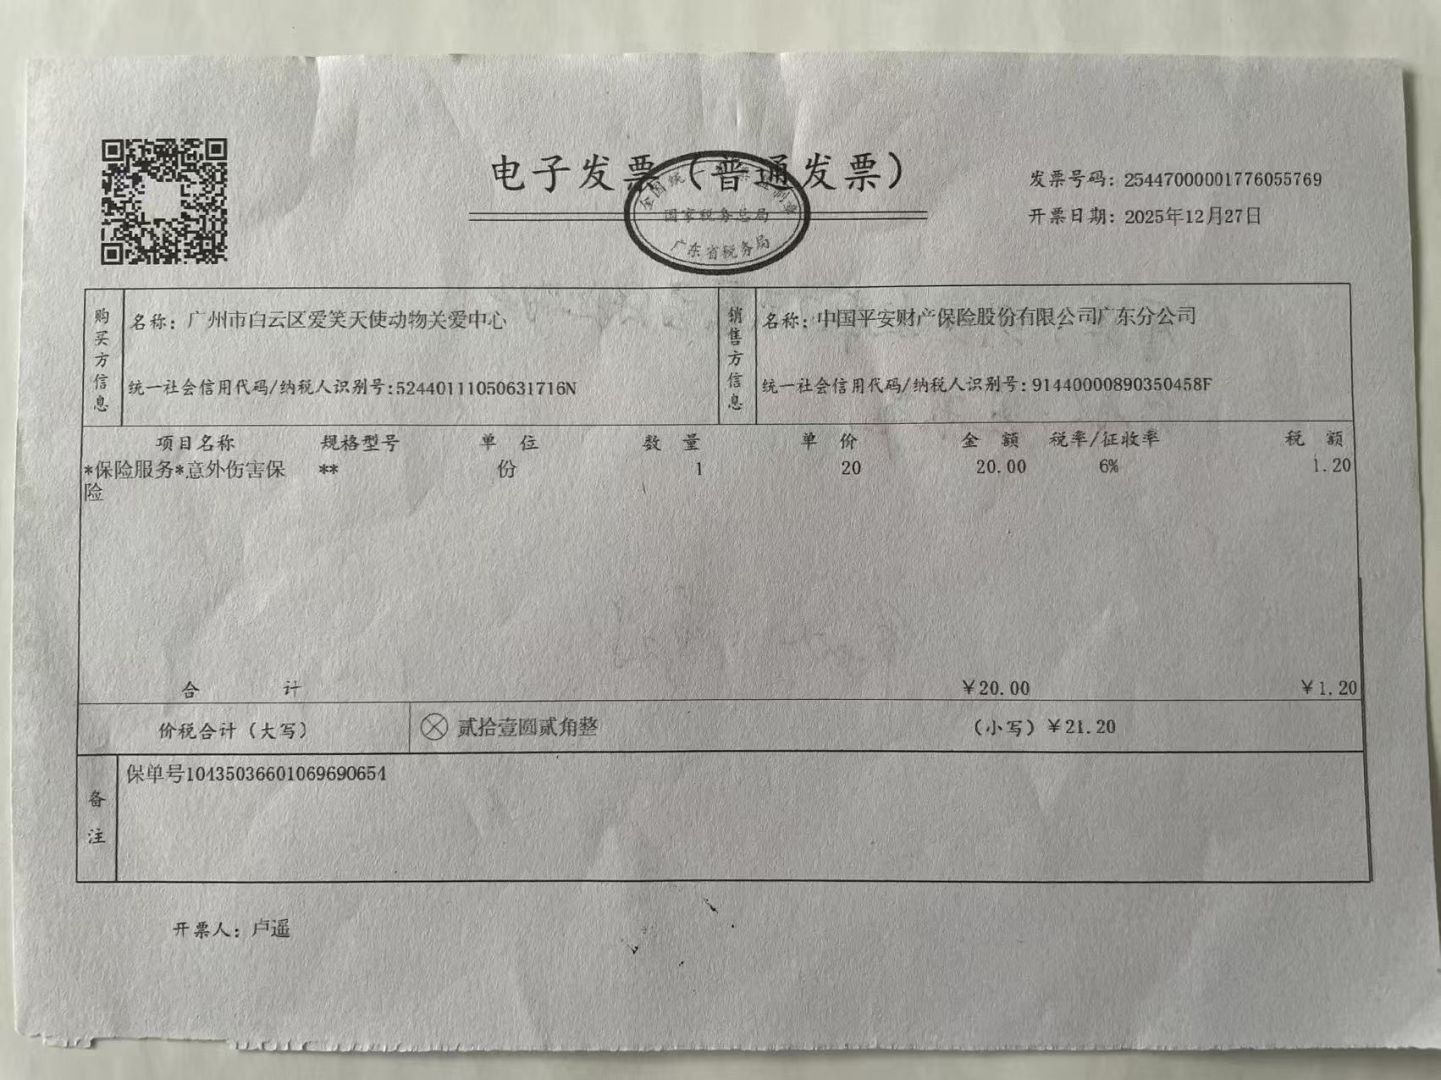 电子发票（普通发票）
全国统一发票监制章
国家税务总局
广东省税务局
发票号码：25447000001776055769
开票日期：2025年12月27日
购买方信息
名称：广州市白云区爱笑天使动物关爱中心
统一社会信用代码/纳税人识别号：52440111050631716N
销售方信息
名称：中国平安财产保险股份有限公司广东分公司
统一社会信用代码/纳税人识别号：91440000890350458F
项目名称 规格型号 单位 数量 单价 金额 税率/征收率 税额
*保险服务*意外伤害保 ** 份 1 20 20.00 6% 1.20
险
合计 ￥20.00 ￥1.20
价税合计（大写） ⊗ 贰拾壹圆贰角整 （小写）￥21.20
备注
保单号10435036601069690654
开票人：卢遥